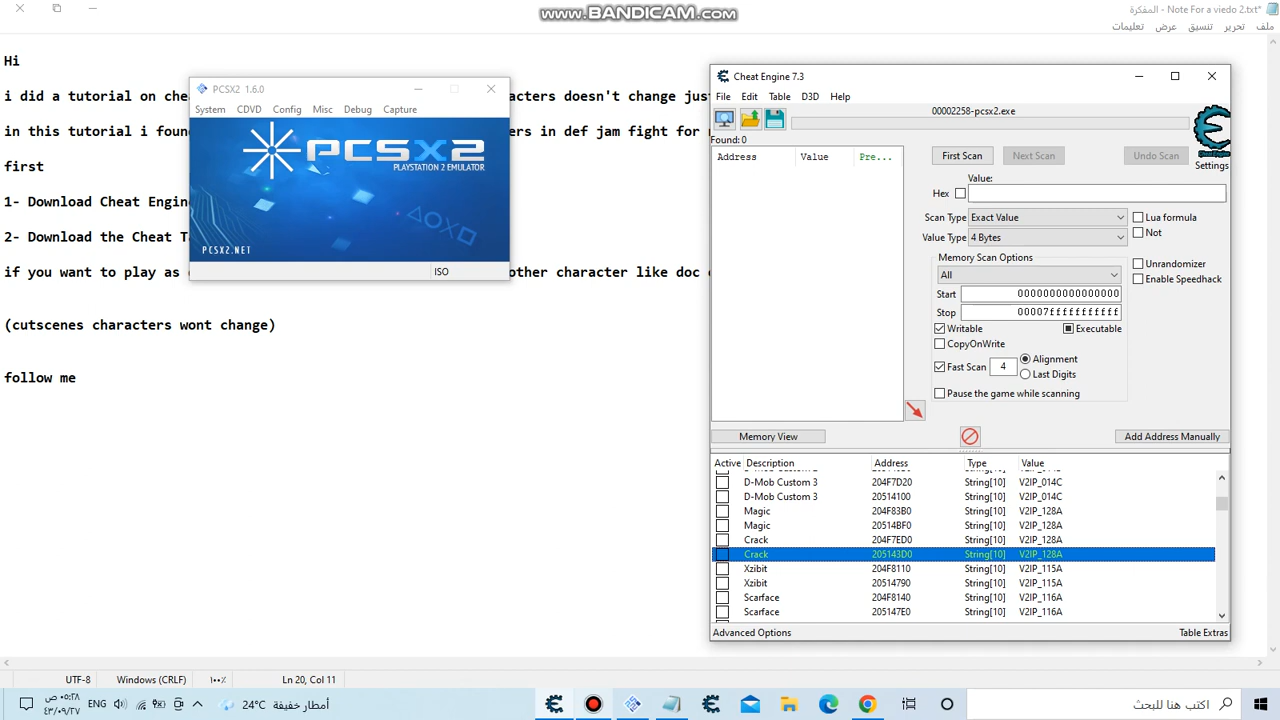 www.BANDICAM.com
*Note For a viedo 2.txt - المفكرة
ملف تحرير تنسيق عرض تعليمات
Hi
i did a tutorial on che
racters doesn't change jus
in this tutorial i foun
ers in def jam fight for
first
1- Download Cheat Engin
2- Download the Cheat T
if you want to play as
other character like doc
(cutscenes characters wont change)
follow me
PCSX2 1.6.0
System CDVD Config Misc Debug Capture
PCSX2
PLAYSTATION 2 EMULATOR
PCSX2.NET
ISO
Cheat Engine 7.3
File Edit Table D3D Help
00002258-pcsx2.exe
Found: 0
Address Value Pre...
First Scan Next Scan Undo Scan
Settings
Value:
Hex
Scan Type Exact Value
Lua formula
Not
Value Type 4 Bytes
Memory Scan Options
All
Unrandomizer
Enable Speedhack
Start 0000000000000000
Stop 00007fffffffffff
Writable Executable
CopyOnWrite
Fast Scan 4 Alignment
Last Digits
Pause the game while scanning
Memory View
Add Address Manually
Active Description Address Type Value
D-Mob Custom 3 204F7D20 String[10] V2IP_014C
D-Mob Custom 3 20514100 String[10] V2IP_014C
Magic 204F83B0 String[10] V2IP_128A
Magic 20514BF0 String[10] V2IP_128A
Crack 204F7ED0 String[10] V2IP_128A
Crack 205143D0 String[10] V2IP_128A
Xzibit 204F8110 String[10] V2IP_115A
Xzibit 20514790 String[10] V2IP_115A
Scarface 204F8140 String[10] V2IP_116A
Scarface 205147E0 String[10] V2IP_116A
Advanced Options
Table Extras
UTF-8 Windows (CRLF) ١٠٠٪ Ln 20, Col 11
٠٥:٢٨ ص
٤٣/٠٩/٢٧
ENG
24°C أمطار خفيفة
اكتب هنا للبحث